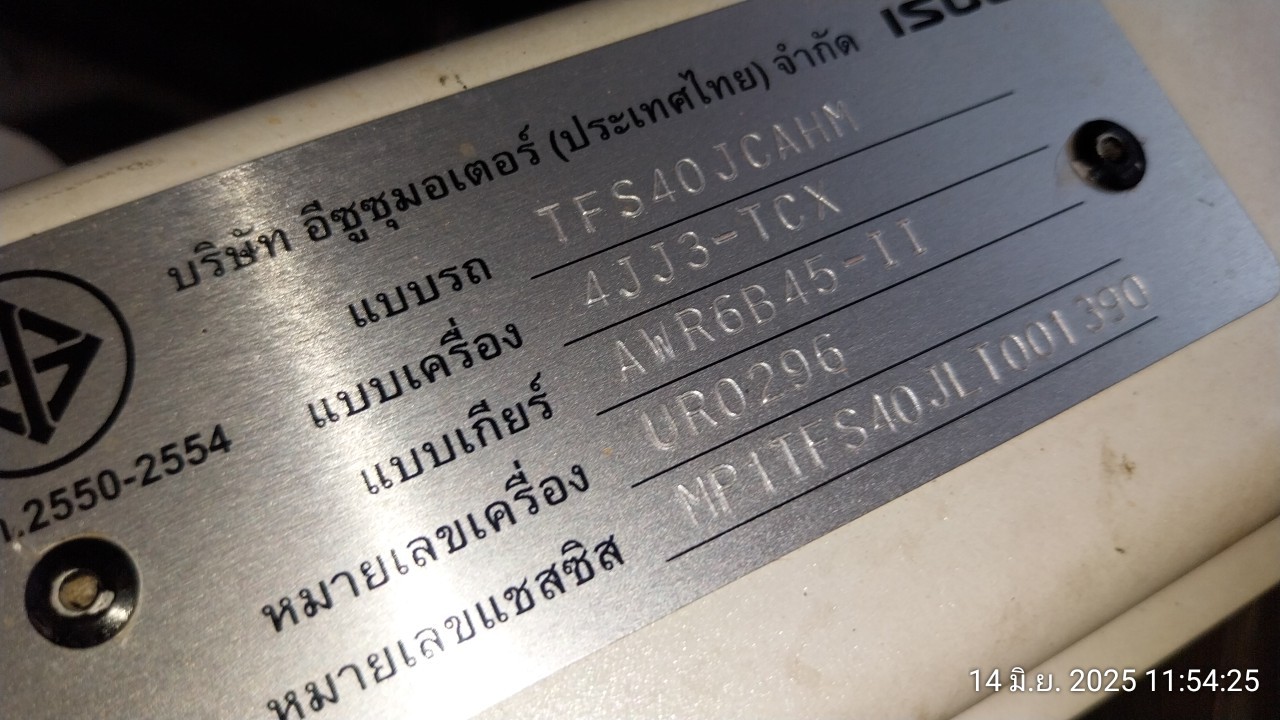 บริษัท อีซูซุมอเตอร์ (ประเทศไทย) จำกัด
แบบรถ TFS40JCAHM
แบบเครื่อง 4JJ3-TCX
แบบเกียร์ AWR6B45-II
หมายเลขเครื่อง UR0296
หมายเลขแชสซิส MP1TFS40JLT001390
.2550-2554
14 มิ.ย. 2025 11:54:25